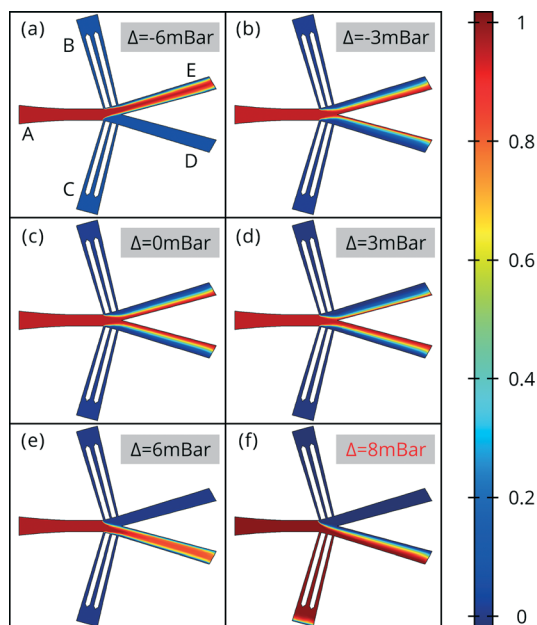 (a) Δ=-6mBar
B
E
A
D
C
(b) Δ=-3mBar
(c) Δ=0mBar
(d) Δ=3mBar
(e) Δ=6mBar
(f) Δ=8mBar
1
0.8
0.6
0.4
0.2
0